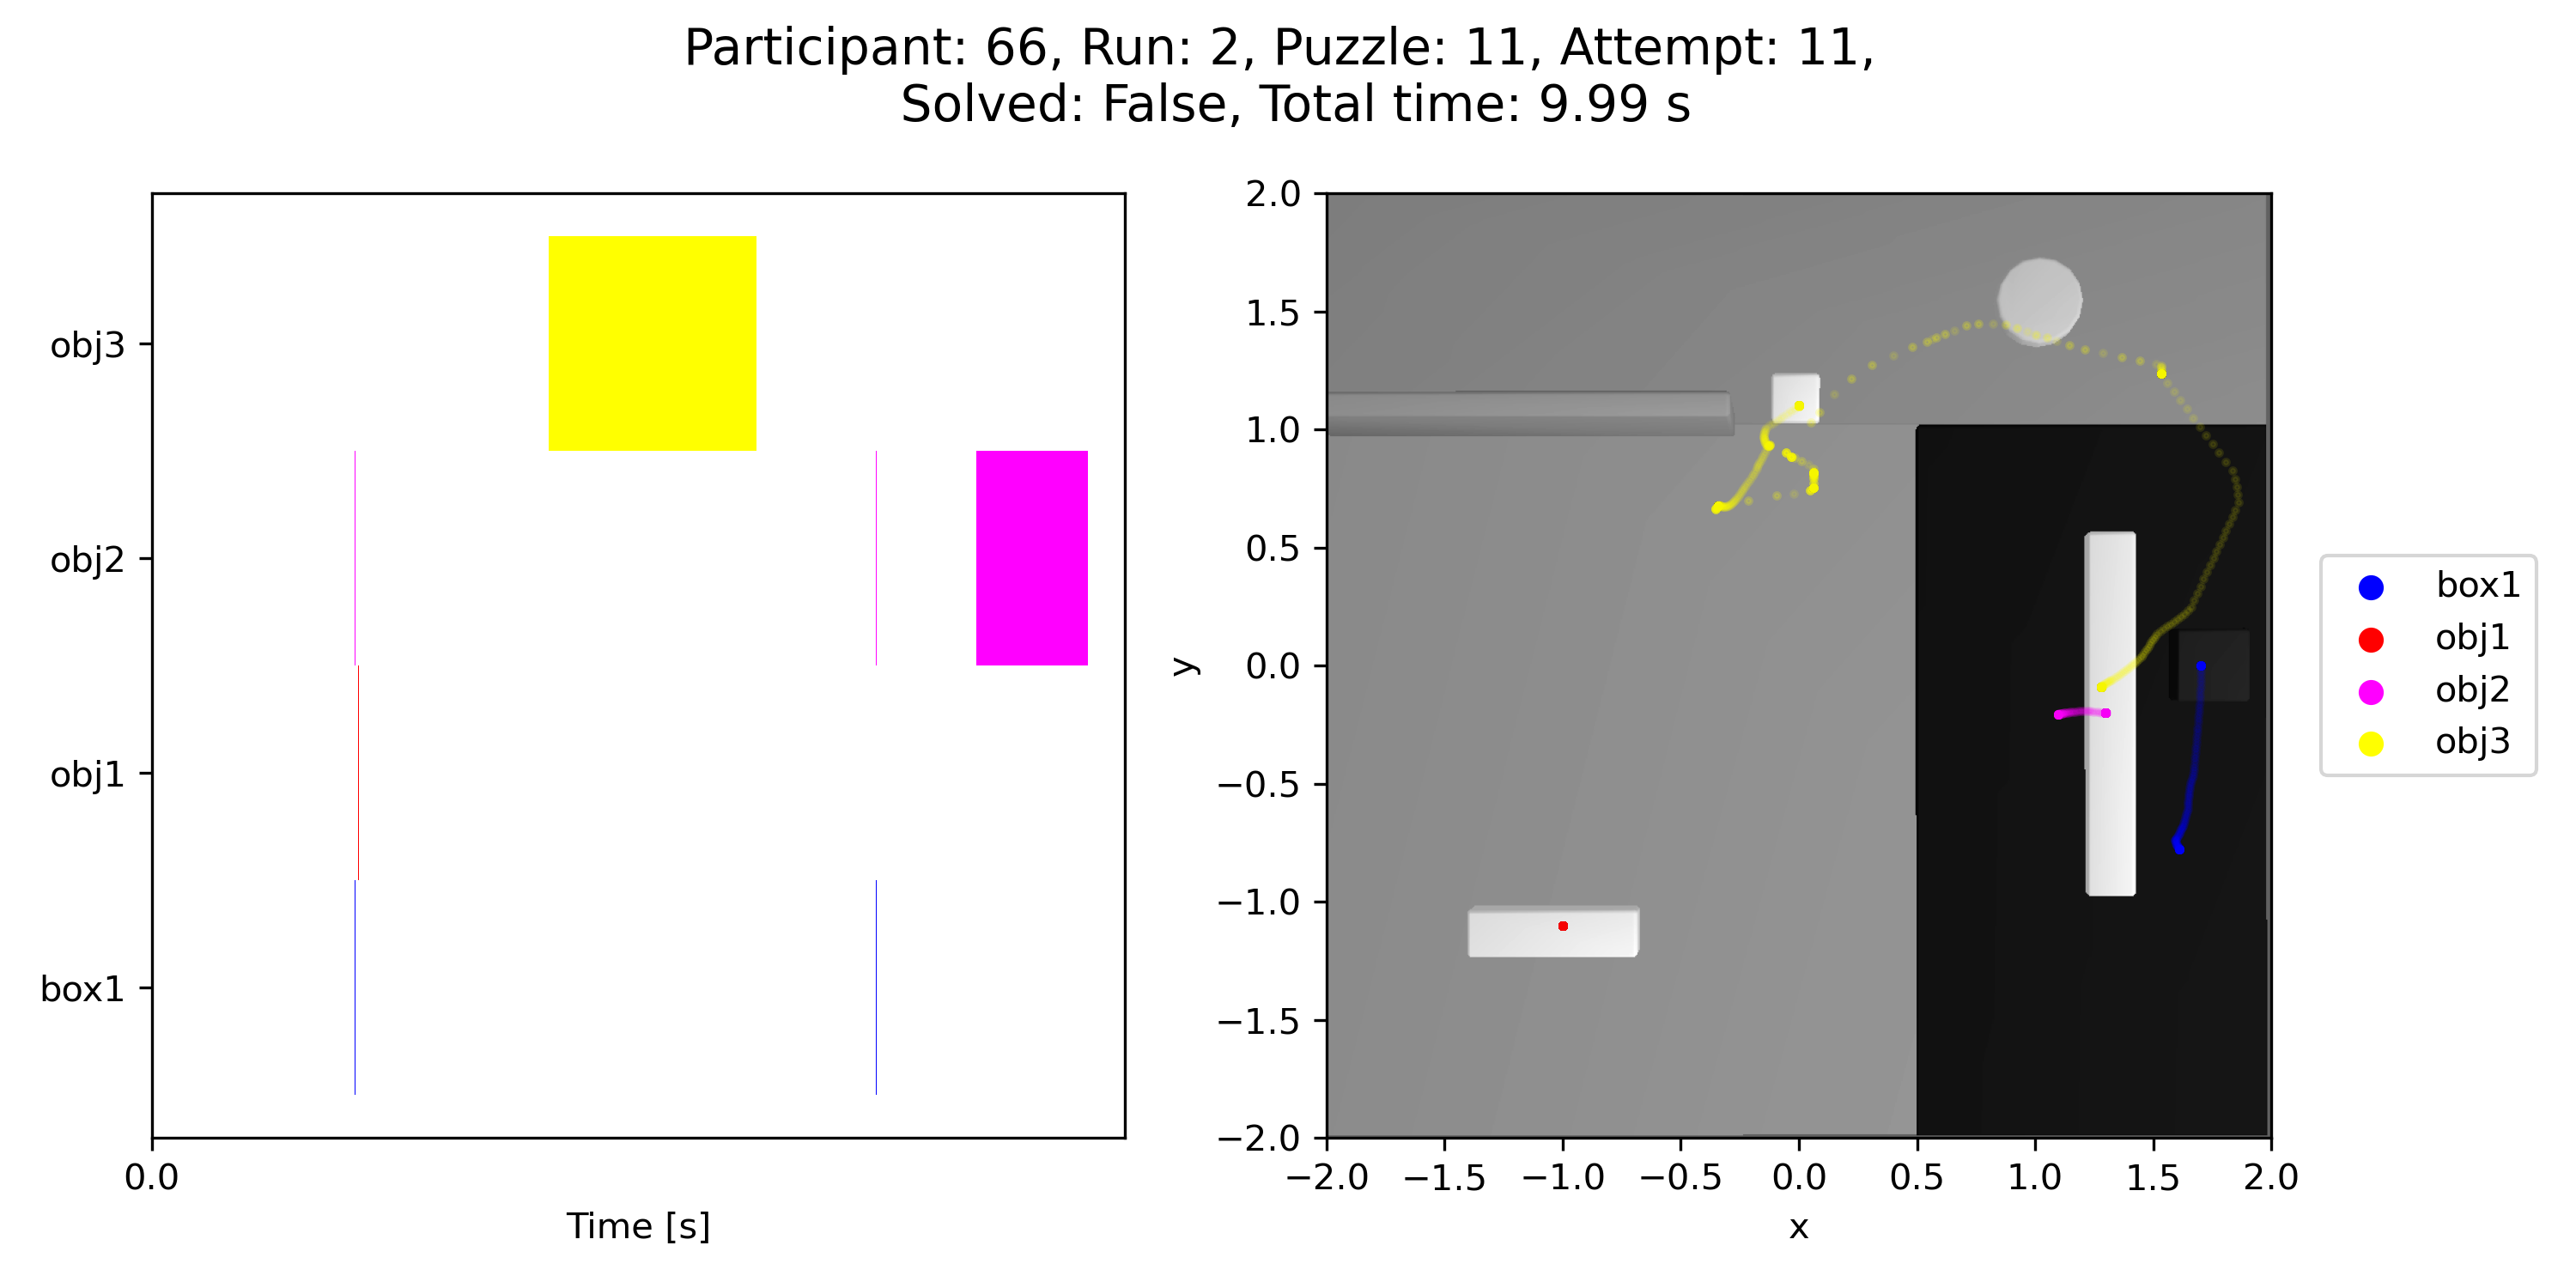 Participant: 66, Run: 2, Puzzle: 11, Attempt: 11,
Solved: False, Total time: 9.99 s
obj3
obj2
obj1
box1
0.0
Time [s]
2.0
1.5
1.0
0.5
0.0
−0.5
−1.0
−1.5
−2.0
y
−2.0 −1.5 −1.0 −0.5 0.0 0.5 1.0 1.5 2.0
x
box1
obj1
obj2
obj3